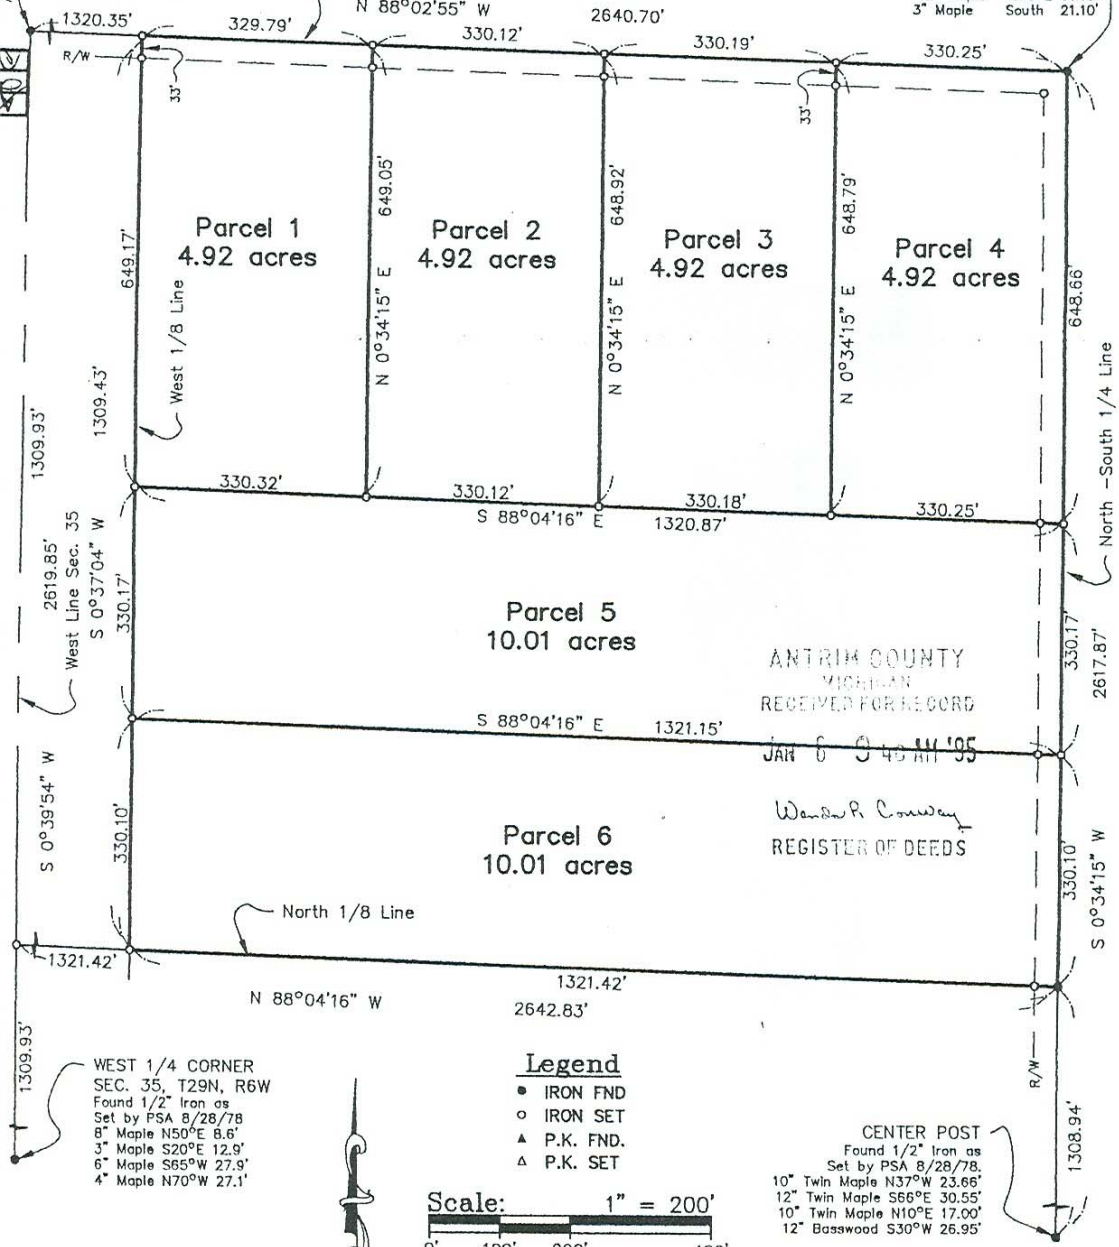 N 88°02'55" W
2640.70'
3" Maple South 21.10'
1320.35'
329.79'
330.12'
330.19'
330.25'
R/W
33'
33'
649.17'
649.05'
648.92'
648.79'
648.66'
Parcel 1
4.92 acres
Parcel 2
4.92 acres
Parcel 3
4.92 acres
Parcel 4
4.92 acres
N 0°34'15" E
N 0°34'15" E
N 0°34'15" E
West 1/8 Line
1309.43'
1309.93'
North-South 1/4 Line
330.32'
330.12'
330.18'
330.25'
S 88°04'16" E
1320.87'
2619.85'
West Line Sec. 35
S 0°37'04" W
330.17'
Parcel 5
10.01 acres
330.17'
2617.87'
ANTRIM COUNTY
MICHIGAN
RECEIVED FOR RECORD
JAN 6 9 46 AM '95
REGISTER OF DEEDS
S 88°04'16" E
1321.15'
S 0°39'54" W
330.10'
Parcel 6
10.01 acres
330.10'
S 0°34'15" W
North 1/8 Line
1321.42'
1321.42'
N 88°04'16" W
2642.83'
1309.93'
WEST 1/4 CORNER
SEC. 35, T29N, R6W
Found 1/2" Iron as
Set by PSA 8/28/78
8" Maple N50°E 8.6'
3" Maple S20°E 12.9'
6" Maple S65°W 27.9'
4" Maple N70°W 27.1'
Legend
IRON FND
IRON SET
P.K. FND.
P.K. SET
Scale: 1" = 200'
R/W
CENTER POST
Found 1/2" Iron as
Set by PSA 8/28/78.
10" Twin Maple N37°W 23.66'
12" Twin Maple S66°E 30.55'
10" Twin Maple N10°E 17.00'
12" Basswood S30°W 26.95'
1308.94'